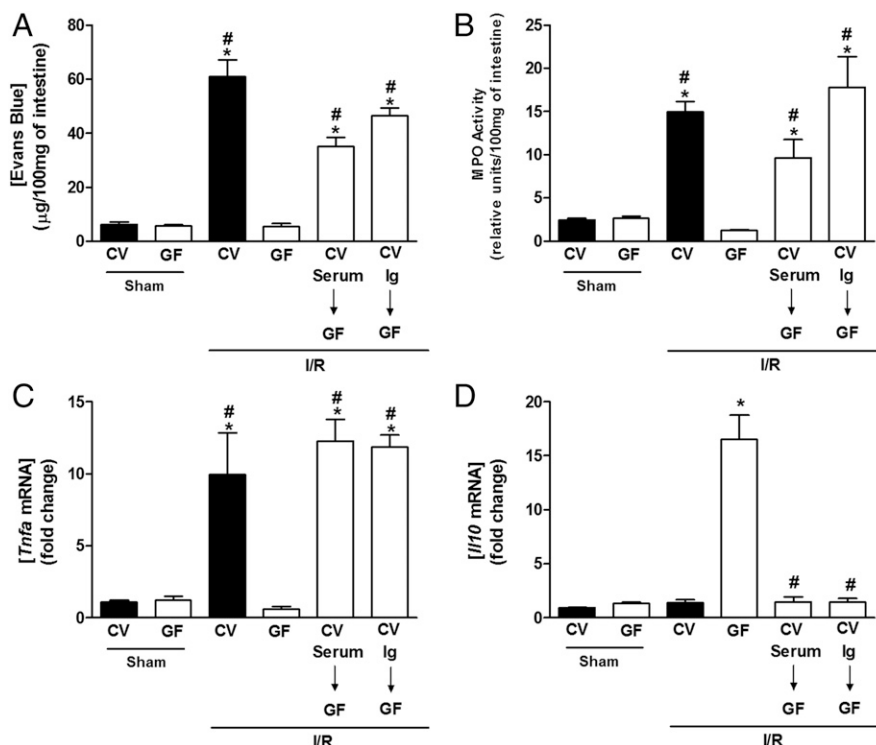 A
[Evans Blue]
(µg/100mg of intestine)
80
60
40
20
0
#
*
#
*
#
*
CV GF CV GF CV CV
Sham Serum Ig
GF GF
I/R
B
MPO Activity
(relative units/100mg of intestine)
25
20
15
10
5
0
#
*
#
*
#
*
CV GF CV GF CV CV
Sham Serum Ig
GF GF
I/R
C
[Tnfa mRNA]
(fold change)
15
10
5
0
#
*
#
*
#
*
CV GF CV GF CV CV
Sham Serum Ig
GF GF
I/R
D
[Il10 mRNA]
(fold change)
20
15
10
5
0
*
#
#
CV GF CV GF CV CV
Sham Serum Ig
GF GF
I/R